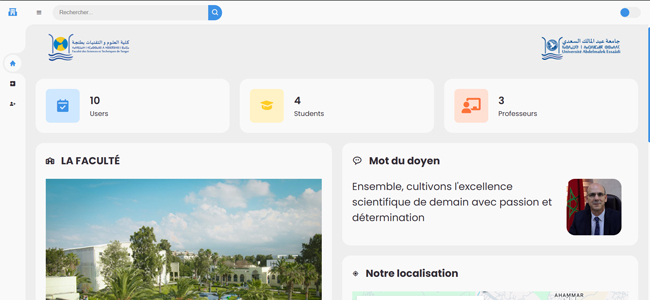 Rechercher...
كلية العلوم و التقنيات بطنجة
Faculté des Sciences et Techniques de Tanger
جامعة عبد المالك السعدي
Université Abdelmalek Essaâdi
10
Users
4
Students
3
Professeurs
LA FACULTÉ
Mot du doyen
Ensemble, cultivons l'excellence
scientifique de demain avec passion et
détermination
Notre localisation
AHAMMAR